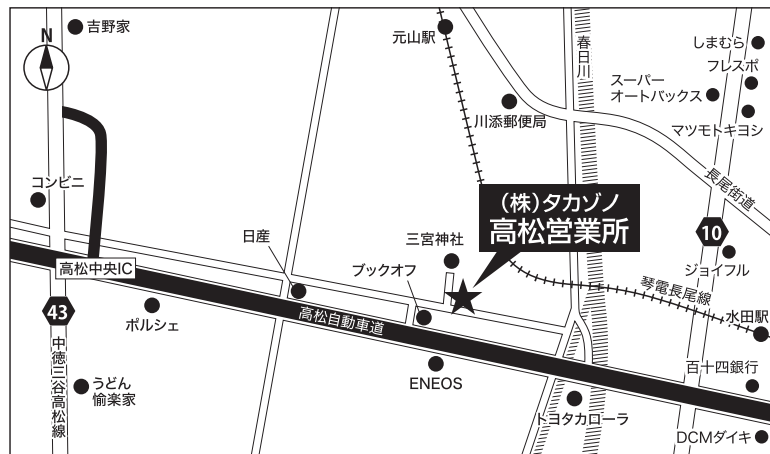 N
吉野家
元山駅
春日川
しまむら
フレスポ
スーパー
オートバックス
マツモトキヨシ
川添郵便局
長尾街道
コンビニ
(株)タカゾノ
高松営業所
10
日産
三宮神社
ジョイフル
高松中央IC
ブックオフ
琴電長尾線
43
ポルシェ
高松自動車道
水田駅
中徳三谷高松線
うどん
愉楽家
ENEOS
百十四銀行
トヨタカローラ
DCMダイキ